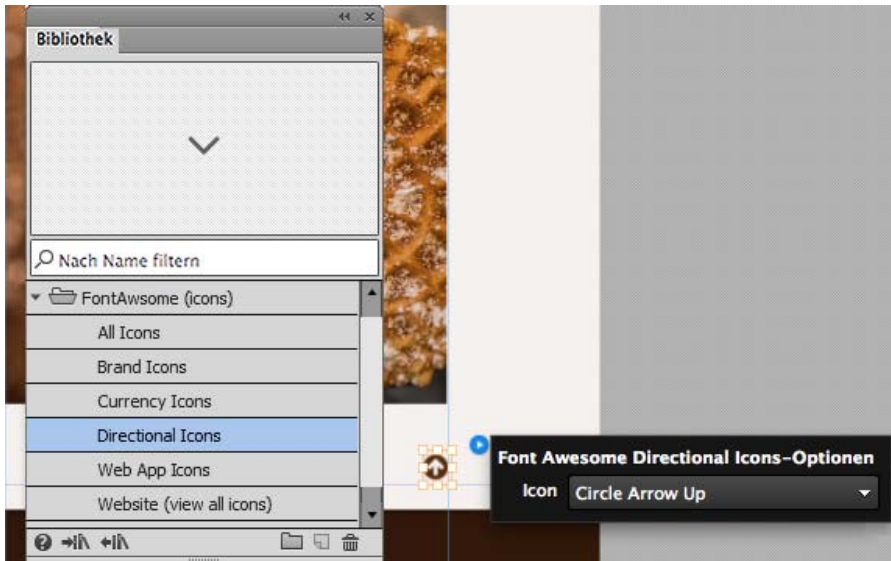 Bibliothek
Nach Name filtern
FontAwsome (icons)
All Icons
Brand Icons
Currency Icons
Directional Icons
Web App Icons
Website (view all icons)
Font Awesome Directional Icons-Optionen
Icon Circle Arrow Up